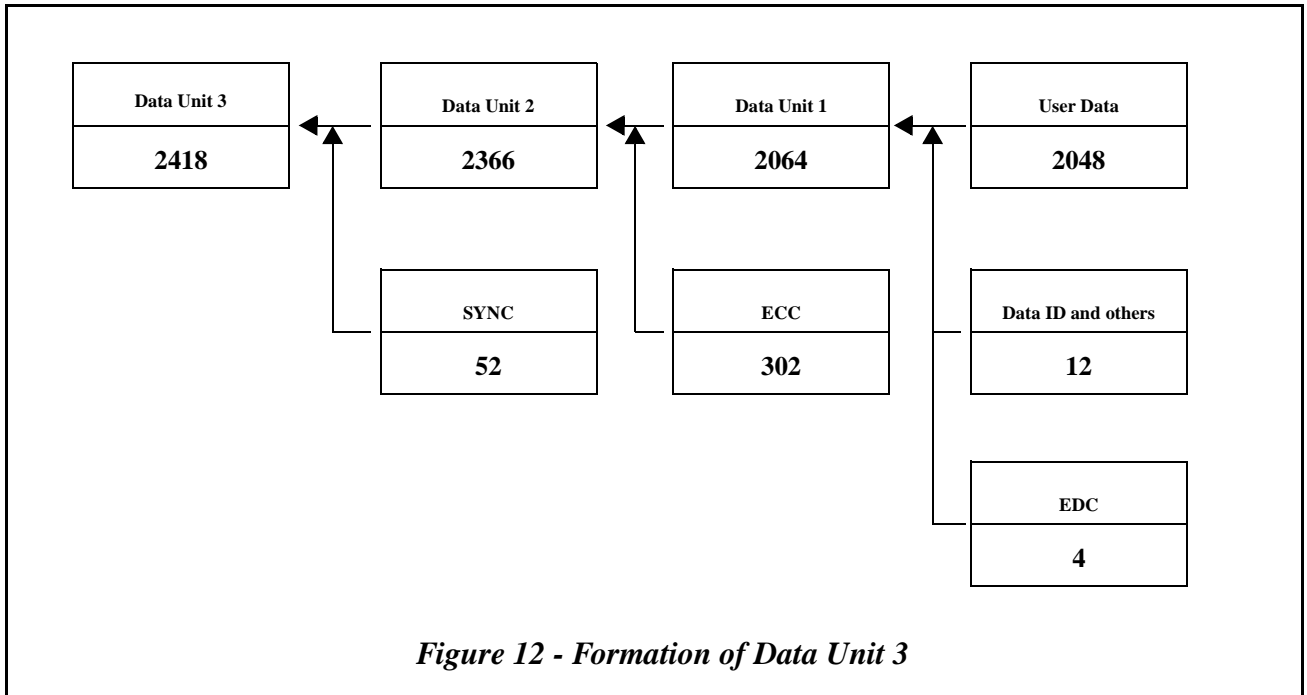 Data Unit 3
2418
Data Unit 2
2366
Data Unit 1
2064
User Data
2048
SYNC
52
ECC
302
Data ID and others
12
EDC
4
Figure 12 - Formation of Data Unit 3